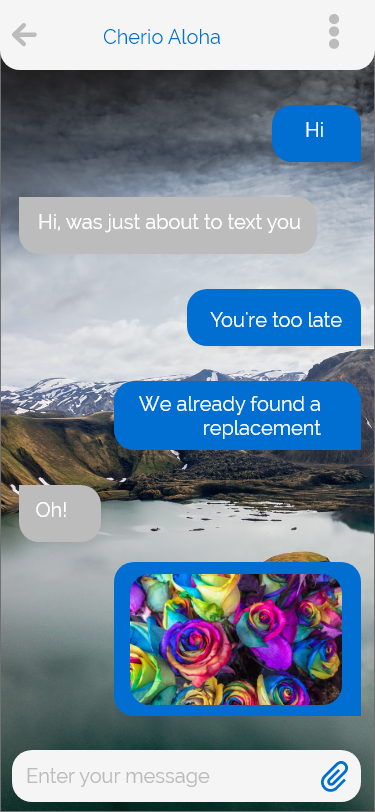 Cherio Aloha
Hi
Hi, was just about to text you
You're too late
We already found a
replacement
Oh!
Enter your message